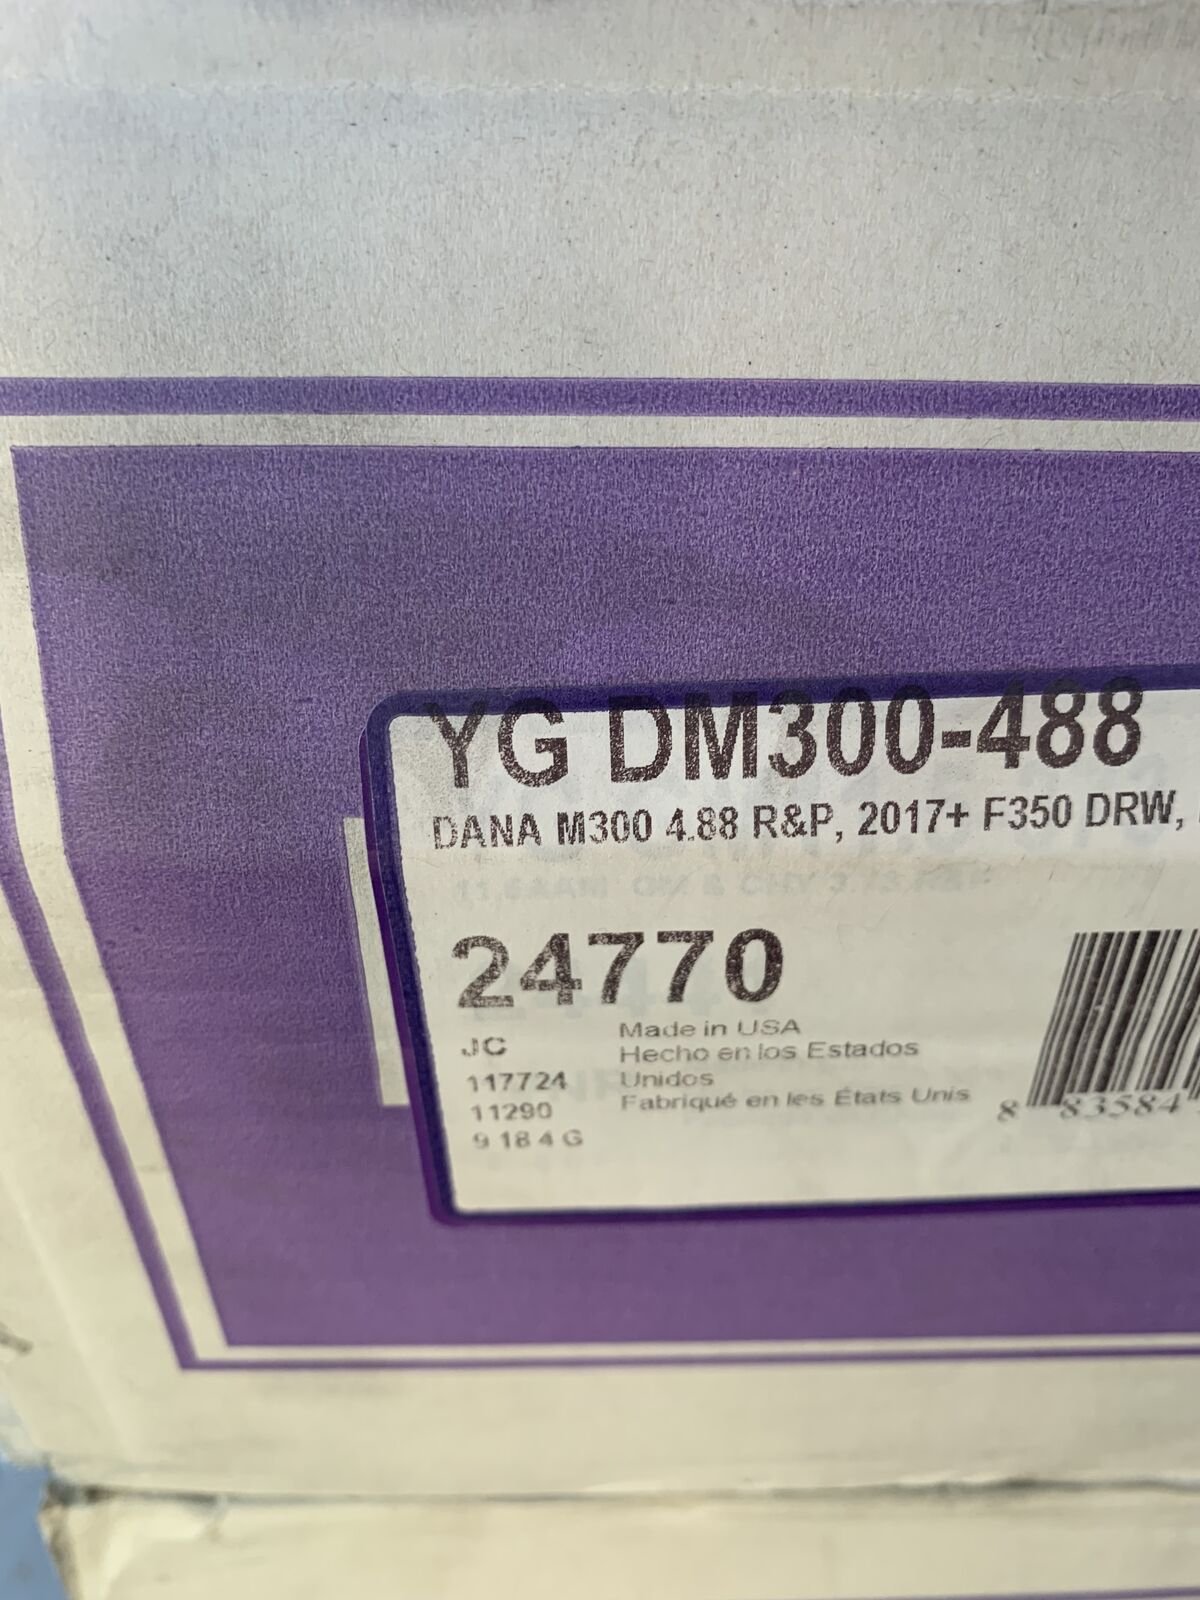 YG DM300-488
DANA M300 4.88 R&P, 2017+ F350 DRW,
24770
JC
117724
11290
9 18 4 G
Made in USA
Hecho en los Estados
Unidos
Fabriqué en les États Unis
8 83584